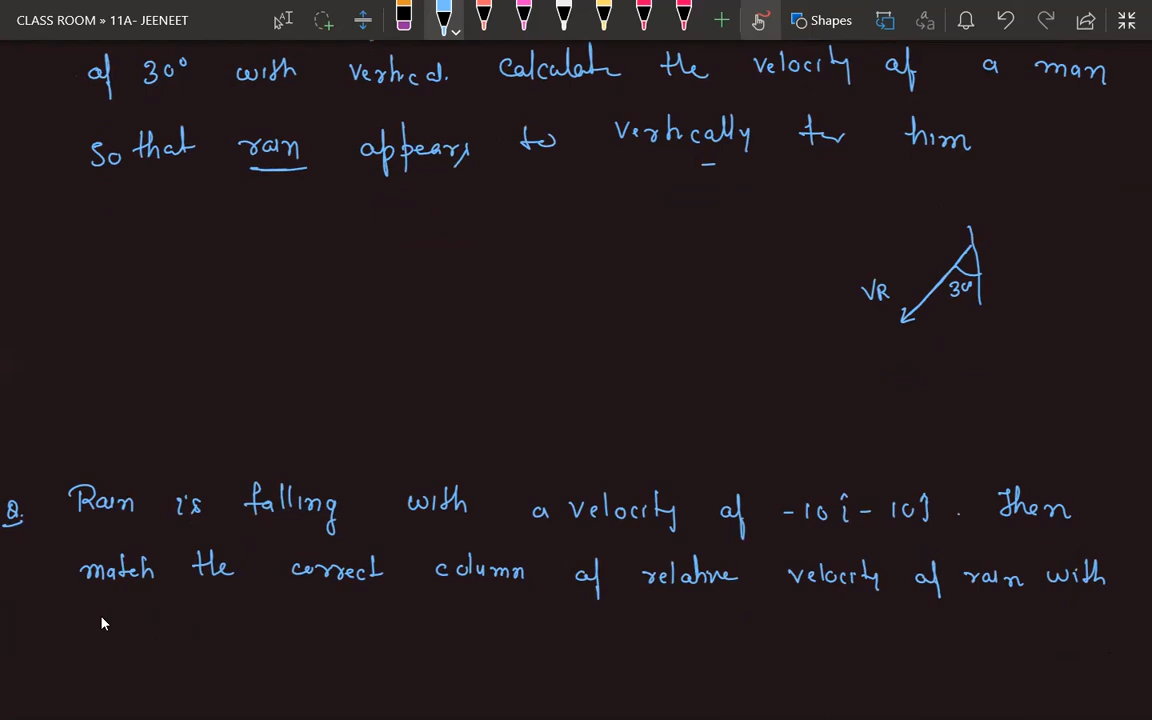 CLASS ROOM » 11A- JEENEET
Shapes
of 30° with vertical. Calculate the velocity of a man
so that rain appears to vertically to him
VR
30°
Q. Rain is falling with a velocity of -10î - 10ĵ . Then
match the correct column of relative velocity of rain with